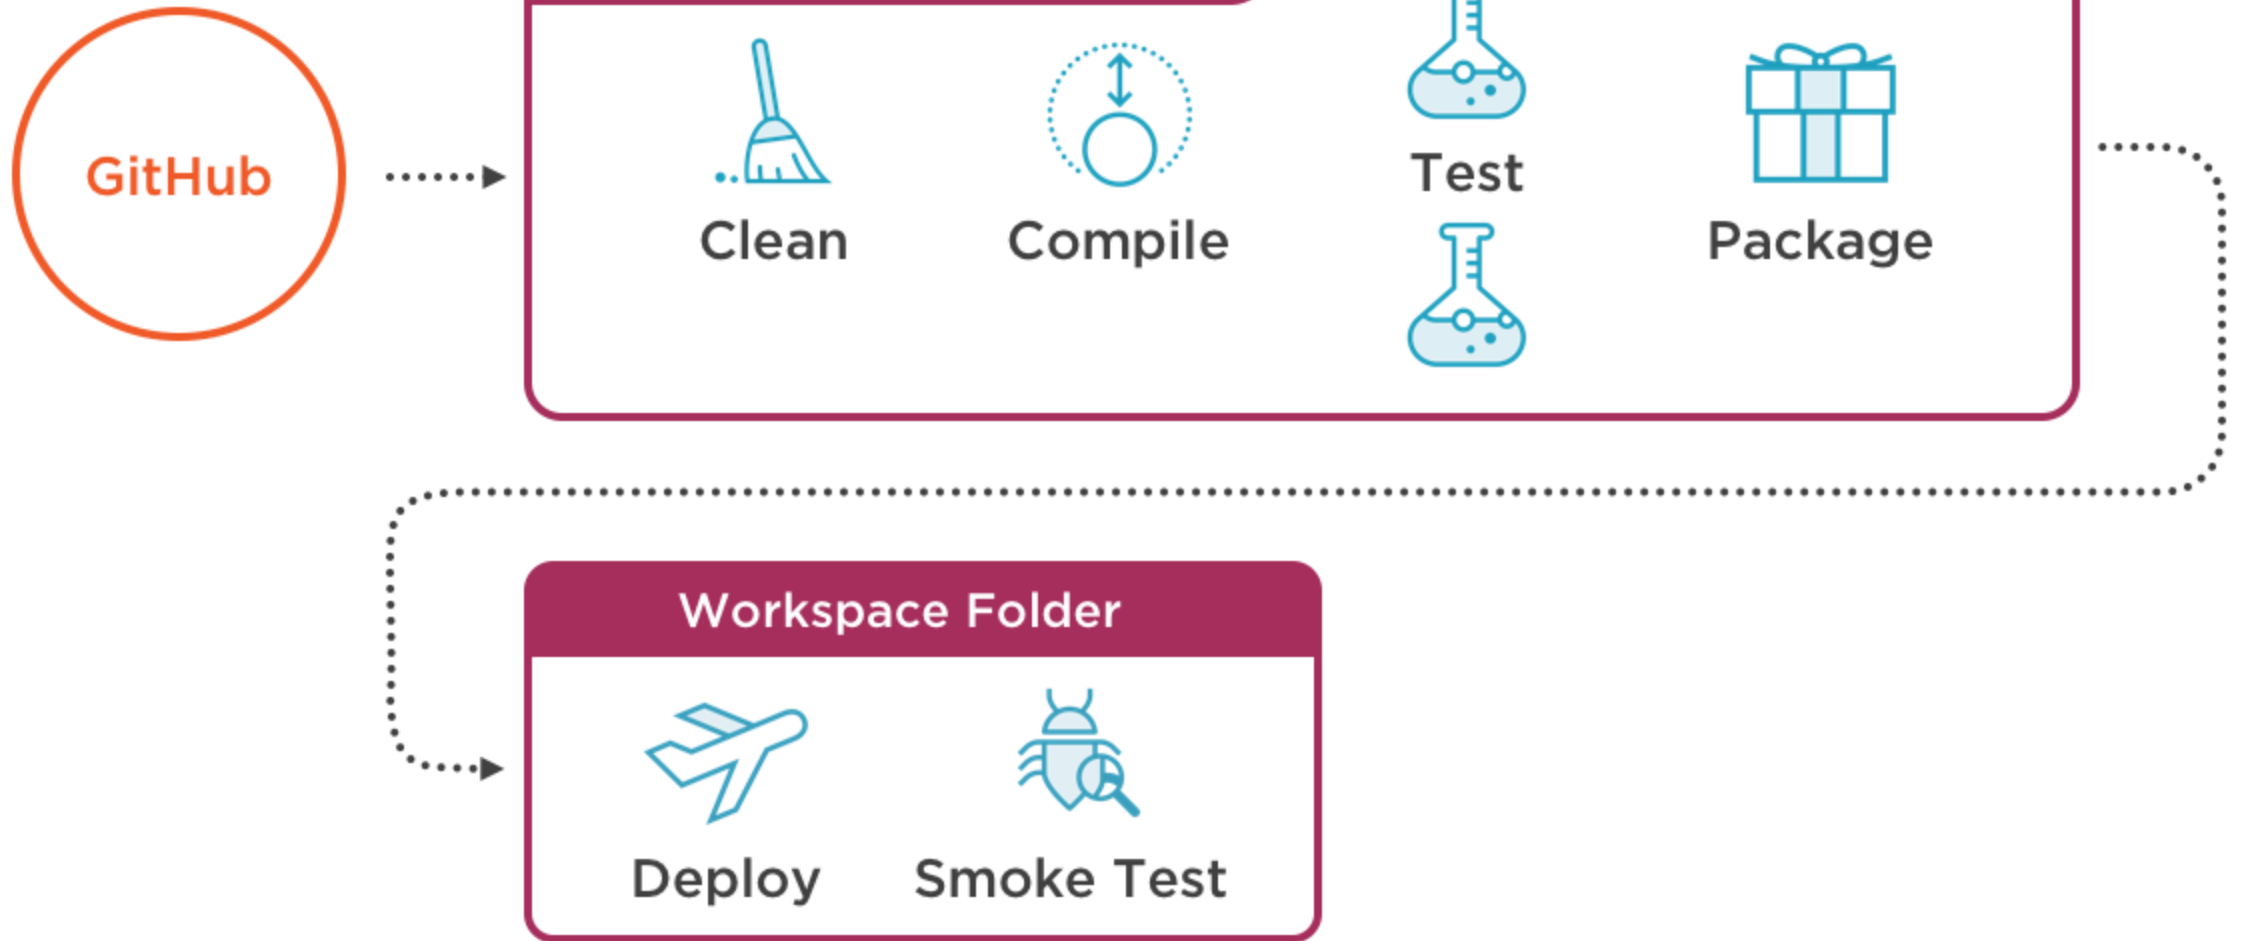 GitHub
Clean
Compile
Test
Package
Workspace Folder
Deploy
Smoke Test